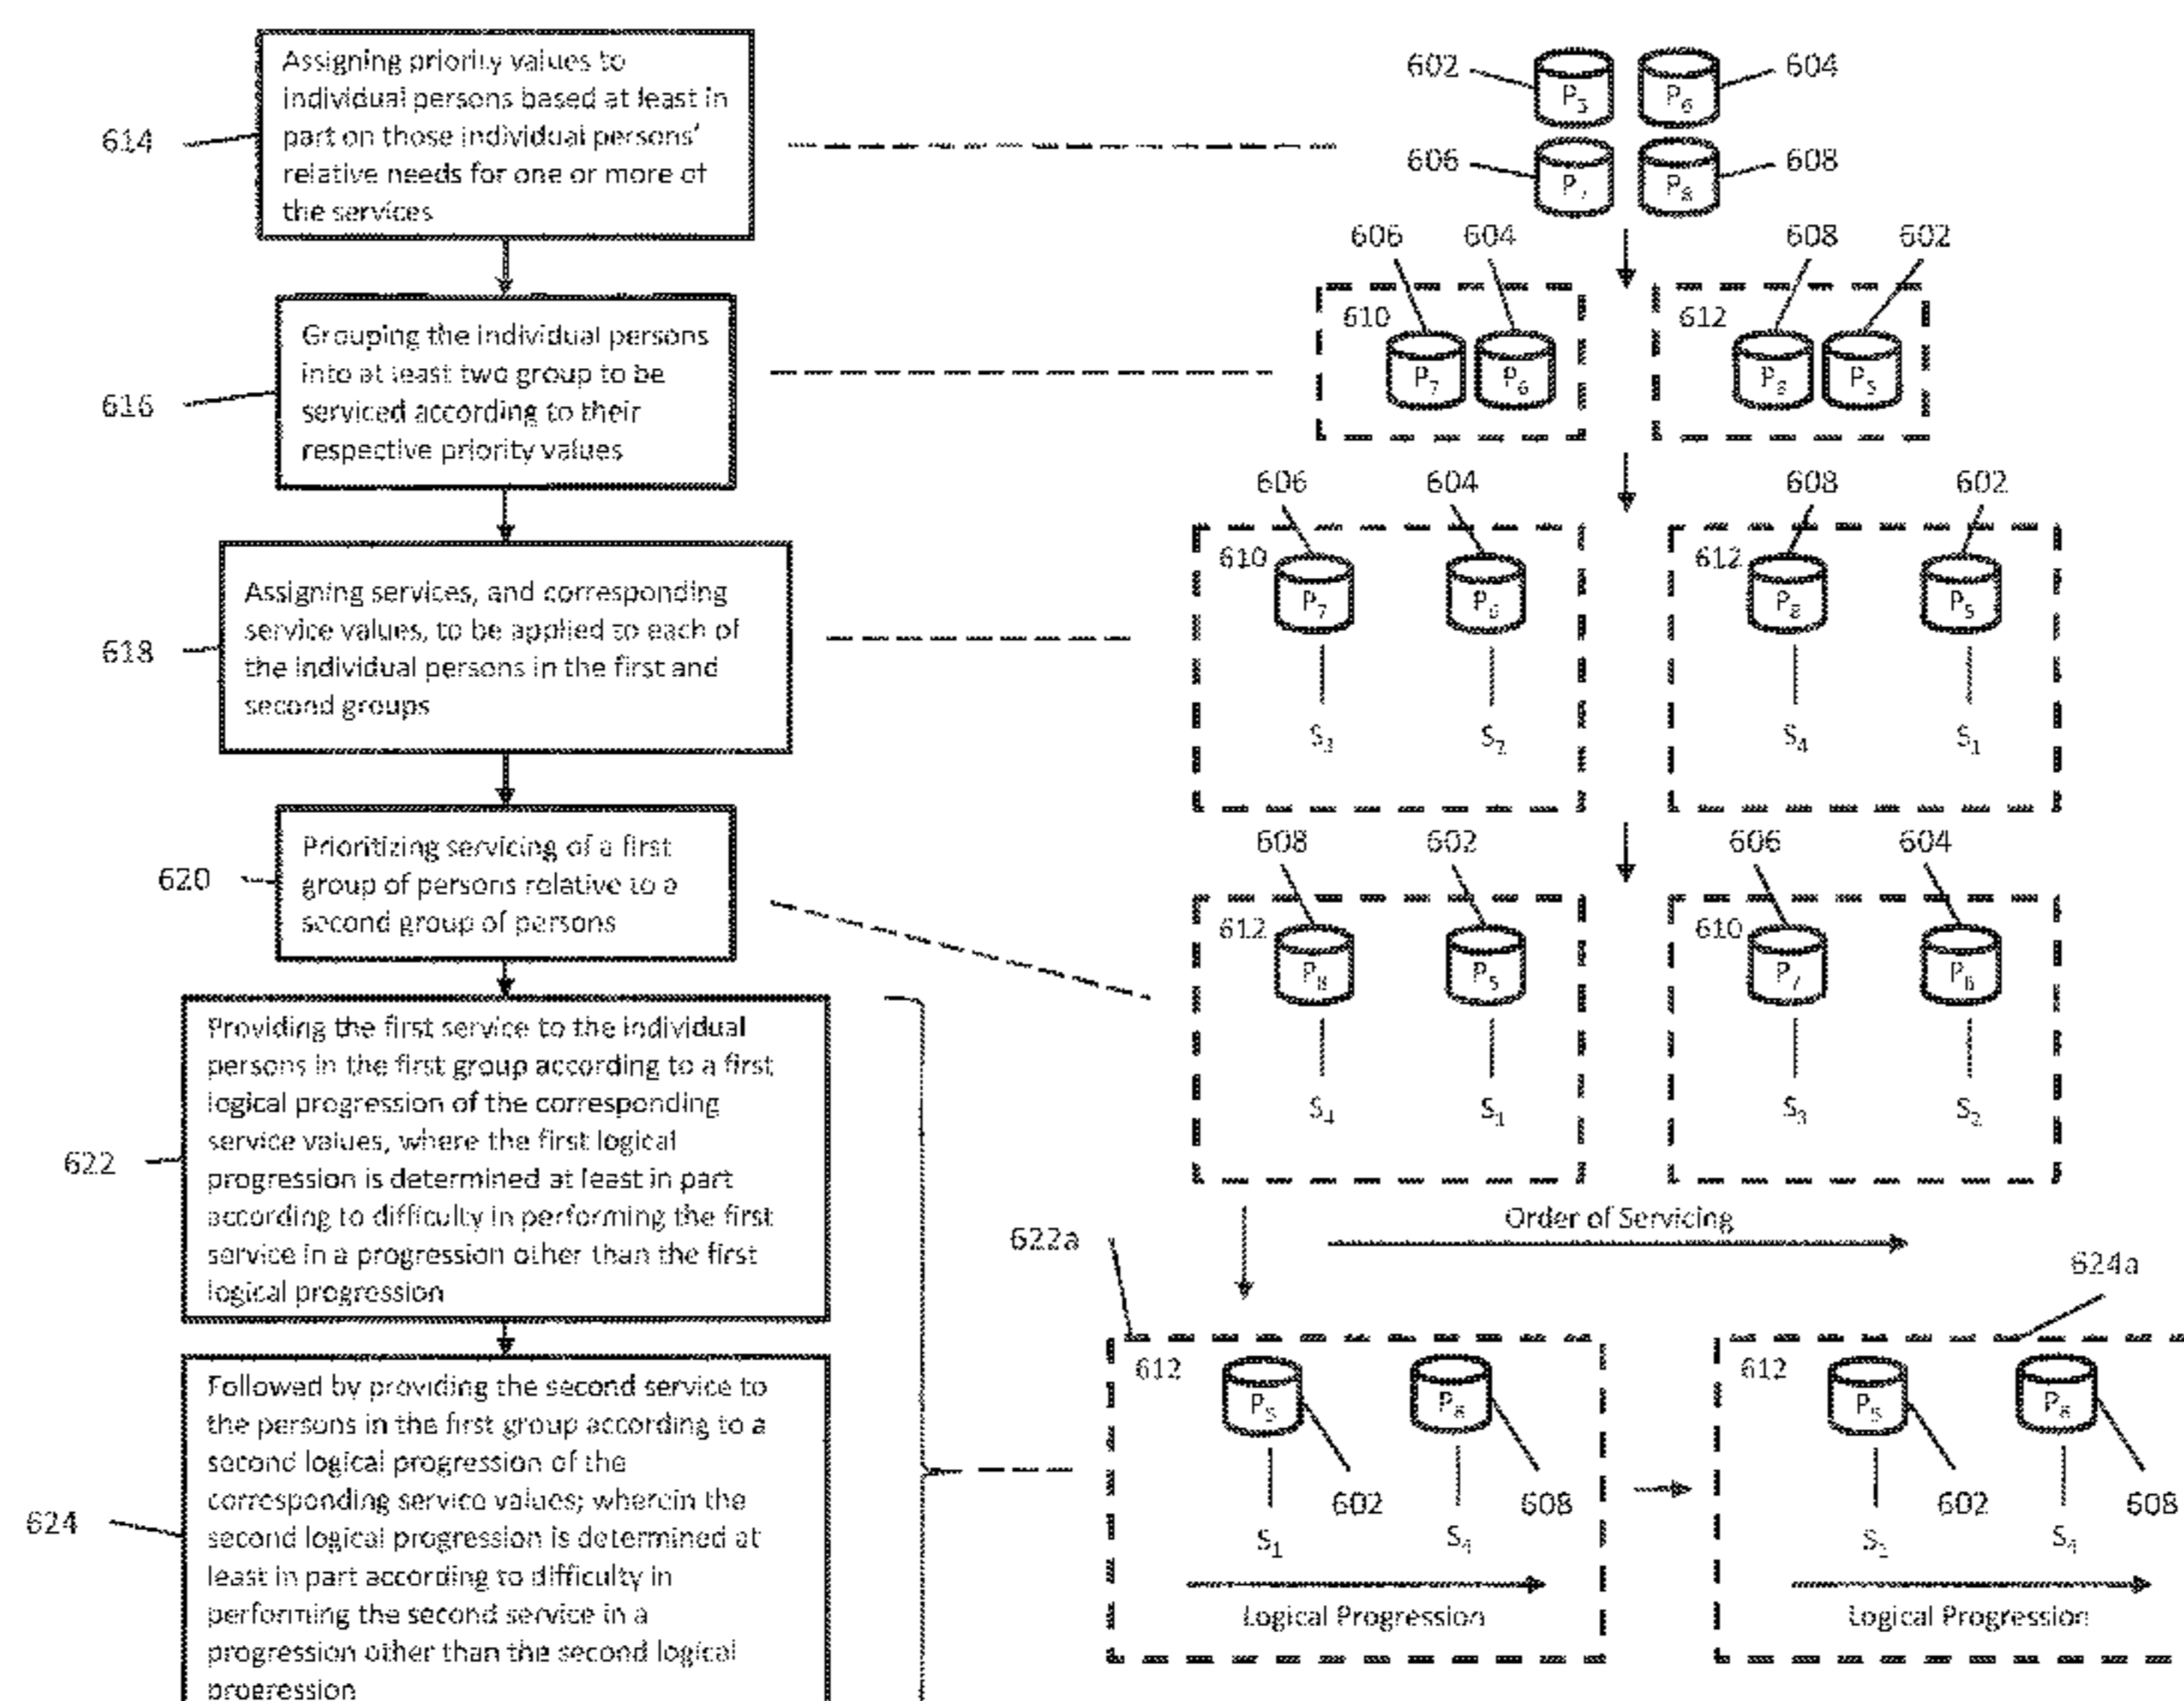 Assigning priority values to
individual persons based at least in
part on those individual persons'
relative needs for one or more of
the services
614
Grouping the individual persons
into at least two group to be
serviced according to their
respective priority values
616
Assigning services, and corresponding
service values, to be applied to each of
the individual persons in the first and
second groups
618
Prioritizing servicing of a first
group of persons relative to a
second group of persons
620
Providing the first service to the individual
persons in the first group according to a first
logical progression of the corresponding
service values, where the first logical
progression is determined at least in part
according to difficulty in performing the first
service in a progression other than the first
logical progression
622
Followed by providing the second service to
the persons in the first group according to a
second logical progression of the
corresponding service values; wherein the
second logical progression is determined at
least in part according to difficulty in
performing the second service in a
progression other than the second logical
progression
624
602 P5 P6 604
606 P7 P8 608
606 604 608 602
610 612
P7 P6 P8 P5
606 604 608 602
610 612
P7 P6 P8 P5
S3 S2 S4 S1
608 602 606 604
612 610
P8 P5 P7 P6
S4 S1 S3 S2
Order of Servicing
622a 624a
612 612
P5 P8 P5 P8
602 608 602 608
S1 S4 S1 S4
Logical Progression Logical Progression